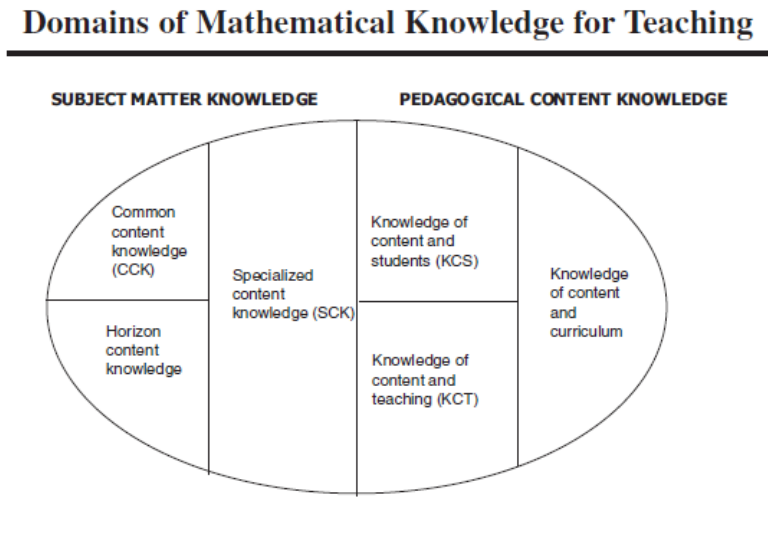 Domains of Mathematical Knowledge for Teaching
SUBJECT MATTER KNOWLEDGE
PEDAGOGICAL CONTENT KNOWLEDGE
Common
content
knowledge
(CCK)
Horizon
content
knowledge
Specialized
content
knowledge (SCK)
Knowledge of
content and
students (KCS)
Knowledge of
content and
teaching (KCT)
Knowledge
of content
and
curriculum